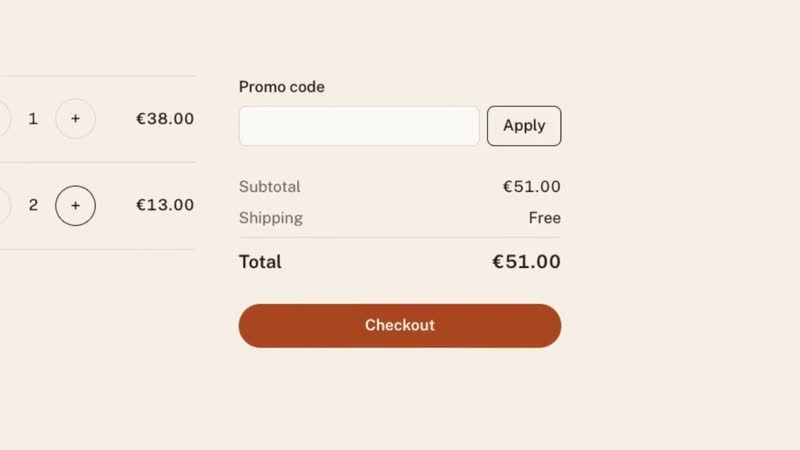 Promo code
1 + €38.00
Apply
Subtotal €51.00
2 + €13.00
Shipping Free
Total €51.00
Checkout